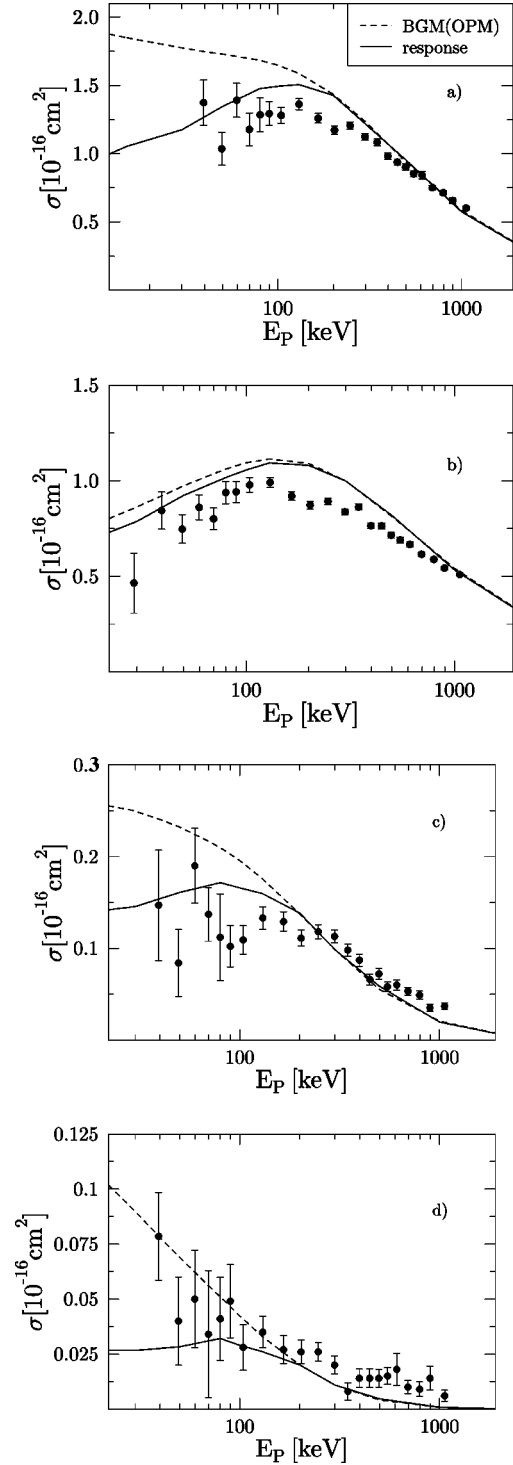 2.0
BGM(OPM)
response
a)
1.5
1.0
0.5
σ[10⁻¹⁶cm²]
100
1000
E_P [keV]
1.5
b)
1.0
0.5
σ[10⁻¹⁶cm²]
100
1000
E_P [keV]
0.3
c)
0.2
0.1
σ[10⁻¹⁶cm²]
100
1000
E_P [keV]
0.125
d)
0.1
0.075
0.05
0.025
σ[10⁻¹⁶cm²]
100
1000
E_P [keV]